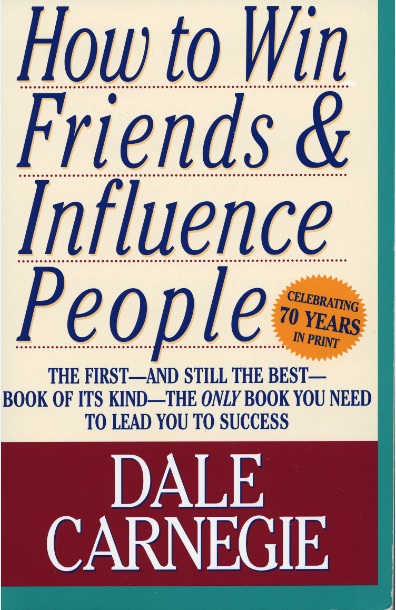 How to Win
Friends &
Influence
People
CELEBRATING
70 YEARS
IN PRINT
THE FIRST—AND STILL THE BEST—
BOOK OF ITS KIND—THE ONLY BOOK YOU NEED
TO LEAD YOU TO SUCCESS
DALE
CARNEGIE